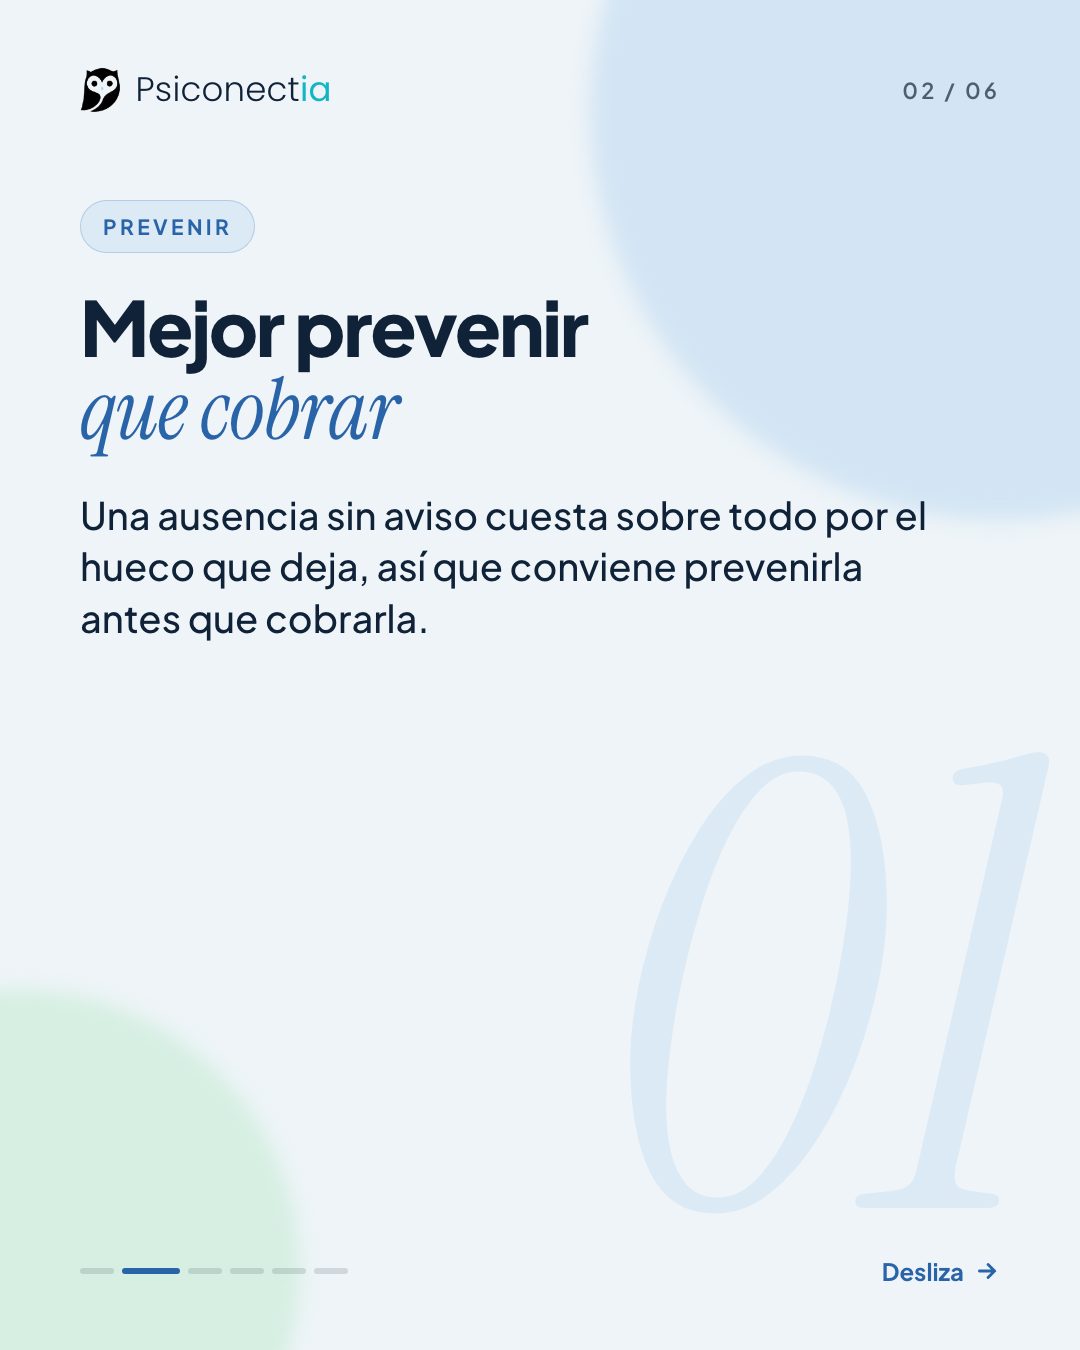 Psiconectia
02 / 06
PREVENIR
Mejor prevenir
que cobrar
Una ausencia sin aviso cuesta sobre todo por el
hueco que deja, así que conviene prevenirla
antes que cobrarla.
01
Desliza →